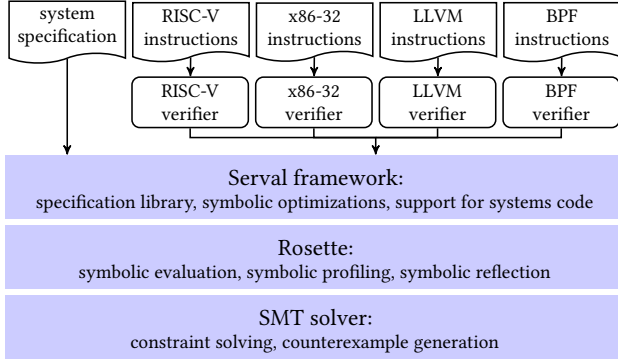 system
specification
RISC-V
instructions
x86-32
instructions
LLVM
instructions
BPF
instructions
RISC-V
verifier
x86-32
verifier
LLVM
verifier
BPF
verifier
Serval framework:
specification library, symbolic optimizations, support for systems code
Rosette:
symbolic evaluation, symbolic profiling, symbolic reflection
SMT solver:
constraint solving, counterexample generation